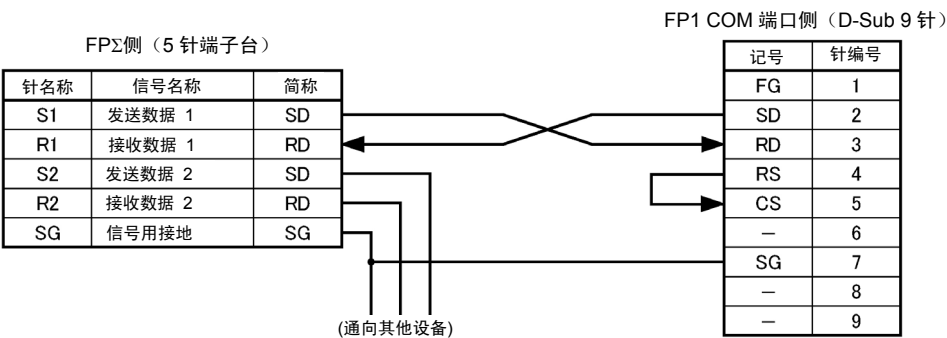 FP1 COM 端口侧（D-Sub 9 针）
FPΣ侧（5 针端子台）
针名称 信号名称 简称
S1 发送数据 1 SD
R1 接收数据 1 RD
S2 发送数据 2 SD
R2 接收数据 2 RD
SG 信号用接地 SG
(通向其他设备)
记号 针编号
FG 1
SD 2
RD 3
RS 4
CS 5
— 6
SG 7
— 8
— 9